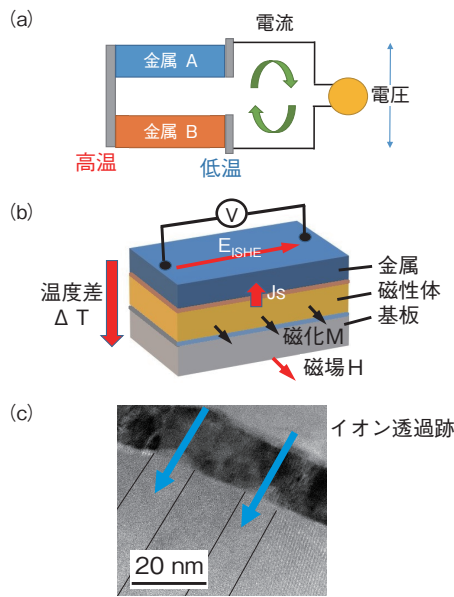 (a)
電流
金属 A
電圧
金属 B
高温
低温
(b)
V
E_ISHE
金属
Js
磁性体
温度差
Δ T
基板
磁化M
磁場H
(c)
イオン透過跡
20 nm